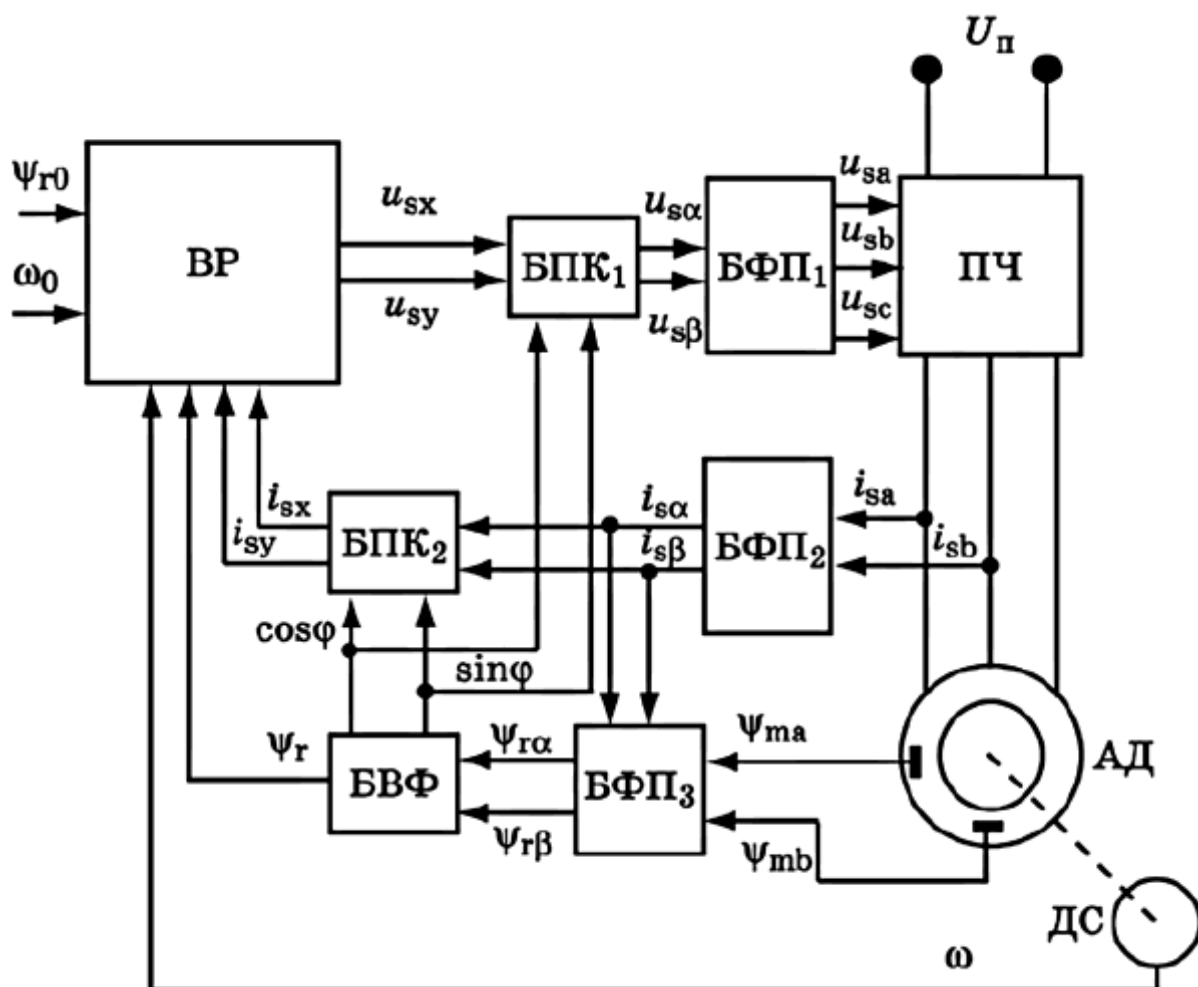 Uп
ψr0
ω0
ВР
usx
usy
БПК1
usα
usβ
БФП1
usa
usb
usc
ПЧ
isx
isy
БПК2
isα
isβ
БФП2
isa
isb
cosφ
sinφ
ψr
БВФ
ψrα
ψrβ
БФП3
ψma
ψmb
АД
ДС
ω